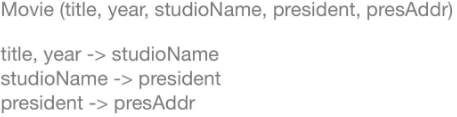 Movie (title, year, studioName, president, presAddr)
title, year -> studioName
studioName -> president
president -> presAddr